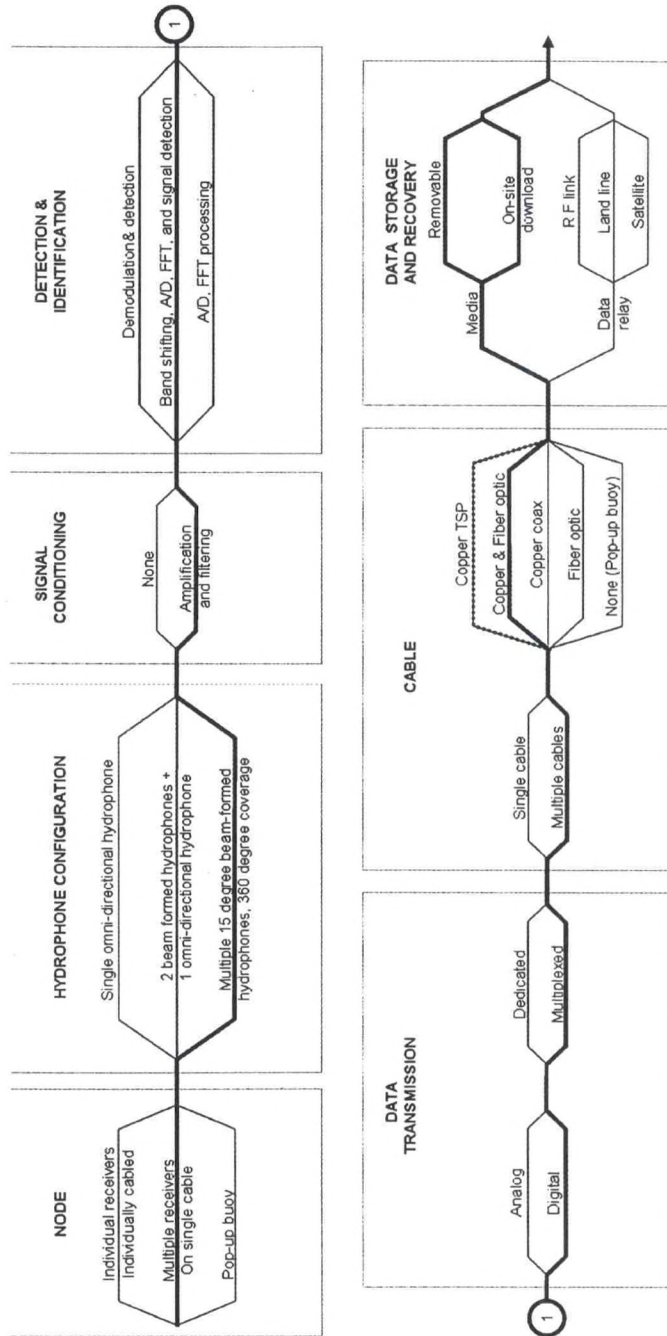 NODE
Individual receivers
Individually cabled
Multiple receivers
On single cable
Pop-up buoy
HYDROPHONE CONFIGURATION
Single omni-directional hydrophone
2 beam formed hydrophones +
1 omni-directional hydrophone
Multiple 15 degree beam-formed
hydrophones, 360 degree coverage
SIGNAL
CONDITIONING
None
Amplification
and filtering
DETECTION &
IDENTIFICATION
Demodulation& detection
Band shifting, A/D, FFT, and signal detection
A/D, FFT processing
1
1
DATA
TRANSMISSION
Analog
Digital
Dedicated
Multiplexed
CABLE
Single cable
Multiple cables
Copper TSP
Copper & Fiber optic
Copper coax
Fiber optic
None (Pop-up buoy)
DATA STORAGE
AND RECOVERY
Media
Removable
On-site
download
Data
relay
R F link
Land line
Satellite